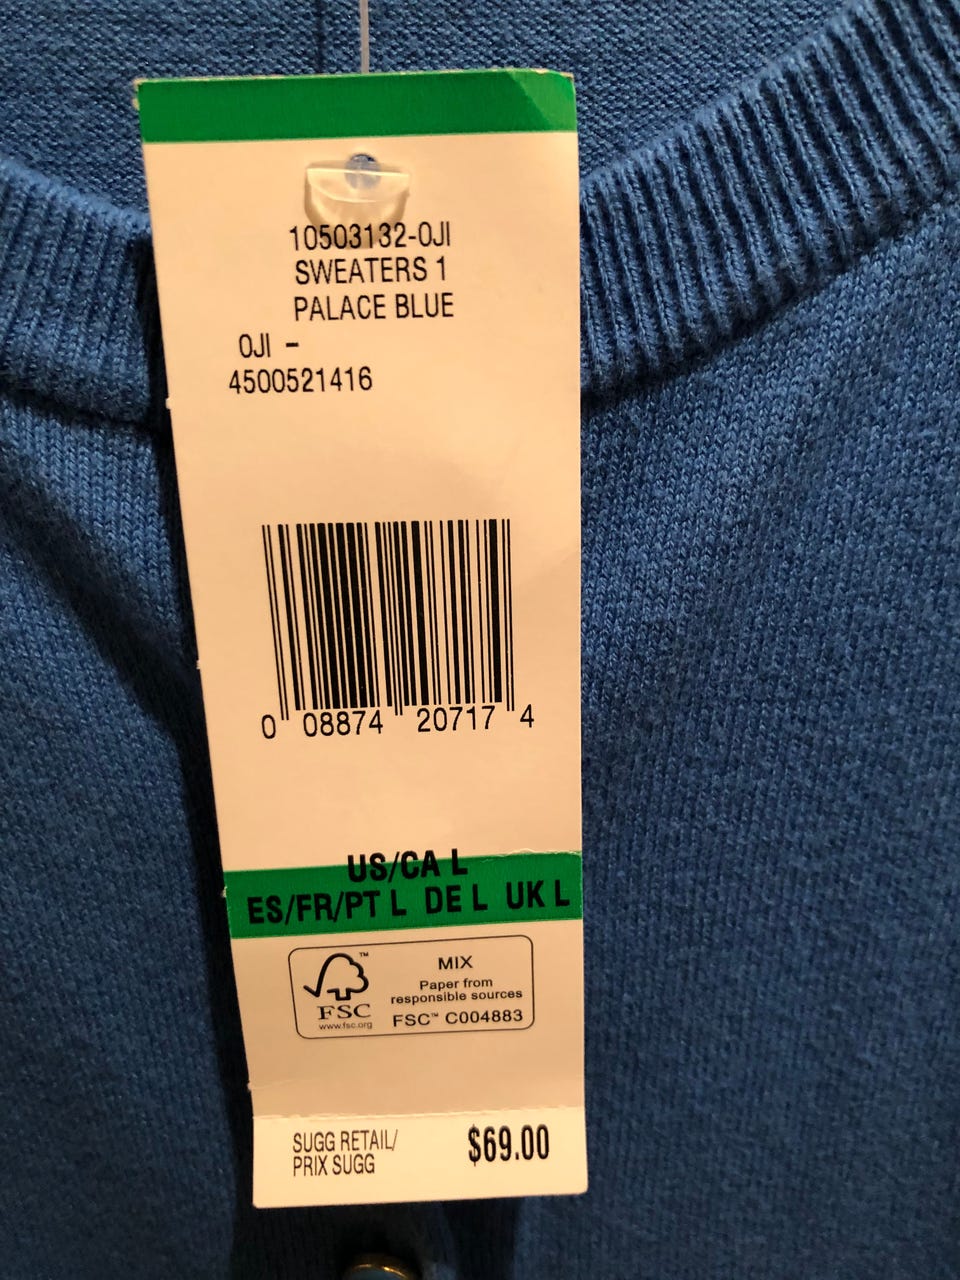 10503132-0JI
SWEATERS 1
PALACE BLUE
0JI -
4500521416
0 08874 20717 4
US/CA L
ES/FR/PT L DE L UK L
FSC
www.fsc.org
MIX
Paper from
responsible sources
FSC™ C004883
SUGG RETAIL/
PRIX SUGG
$69.00